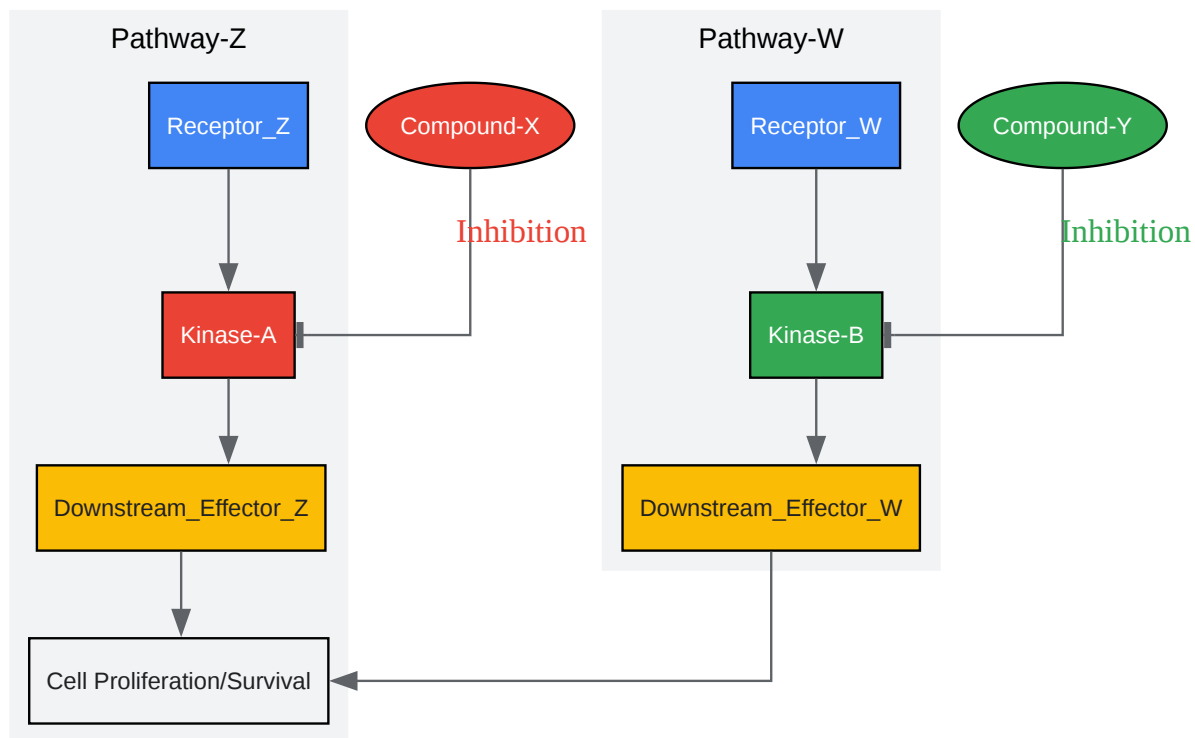 Pathway-Z
Pathway-W
Receptor_Z
Compound-X
Receptor_W
Compound-Y
Inhibition
Inhibition
Kinase-A
Kinase-B
Downstream_Effector_Z
Downstream_Effector_W
Cell Proliferation/Survival